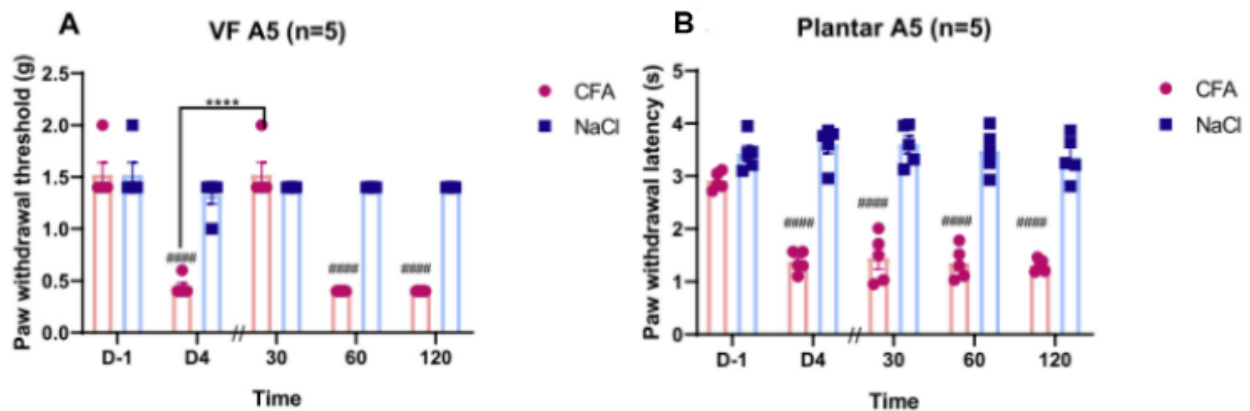 A
VF A5 (n=5)
Paw withdrawal threshold (g)
2.5
2.0
1.5
1.0
0.5
0.0
****
####
####
####
D-1
D4
//
30
60
120
Time
CFA
NaCl
B
Plantar A5 (n=5)
Paw withdrawal latency (s)
5
4
3
2
1
0
####
####
####
####
D-1
D4
//
30
60
120
Time
CFA
NaCl